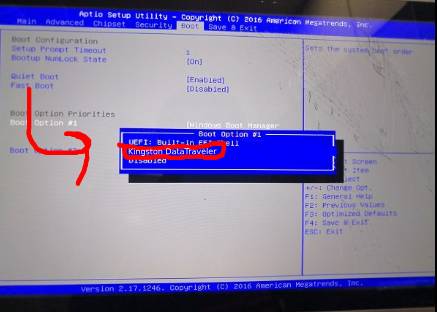 Aptio Setup Utility - Copyright (C) 2016 American Megatrends, Inc.
Main Advanced Chipset Security Boot Save & Exit
Boot Configuration
Setup Prompt Timeout 1
Bootup NumLock State [On]
Quiet Boot [Enabled]
Fast Boot [Disabled]
Boot Option Priorities
Boot Option #1 [Windows Boot Manager
Boot
Sets the system boot order
Boot Option #1
UEFI: Built-in EFI Shell
Kingston DataTraveler
Disabled
Screen
Item
+/-: Change Opt.
F1: General Help
F2: Previous Values
F3: Optimized Defaults
F4: Save & Exit
ESC: Exit
Version 2.17.1246. Copyright (C) 2016 American Megatrends, Inc.